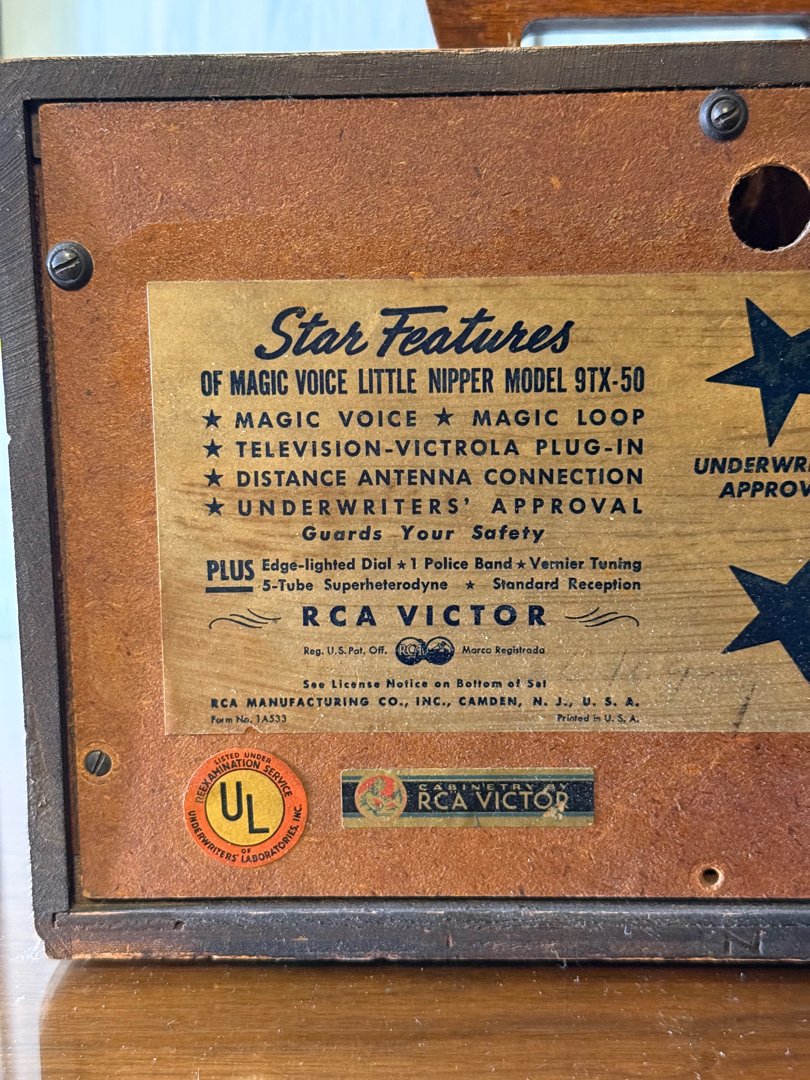 Star Features
OF MAGIC VOICE LITTLE NIPPER MODEL 9TX-50
★ MAGIC VOICE ★ MAGIC LOOP
★ TELEVISION-VICTROLA PLUG-IN
★ DISTANCE ANTENNA CONNECTION
★ UNDERWRITERS' APPROVAL
Guards Your Safety
PLUS Edge-lighted Dial ★ 1 Police Band ★ Vernier Tuning
5-Tube Superheterodyne ★ Standard Reception
RCA VICTOR
Reg. U.S. Pat. Off. RCA Marca Registrada
See License Notice on Bottom of Set
RCA MANUFACTURING CO., INC., CAMDEN, N. J., U. S. A.
Form No. 1A533 Printed in U. S. A.
UNDERWRI
APPROV
LISTED UNDER
REEXAMINATION SERVICE
UL
OF
UNDERWRITERS' LABORATORIES, INC.
CABINETRY BY
RCA VICTOR